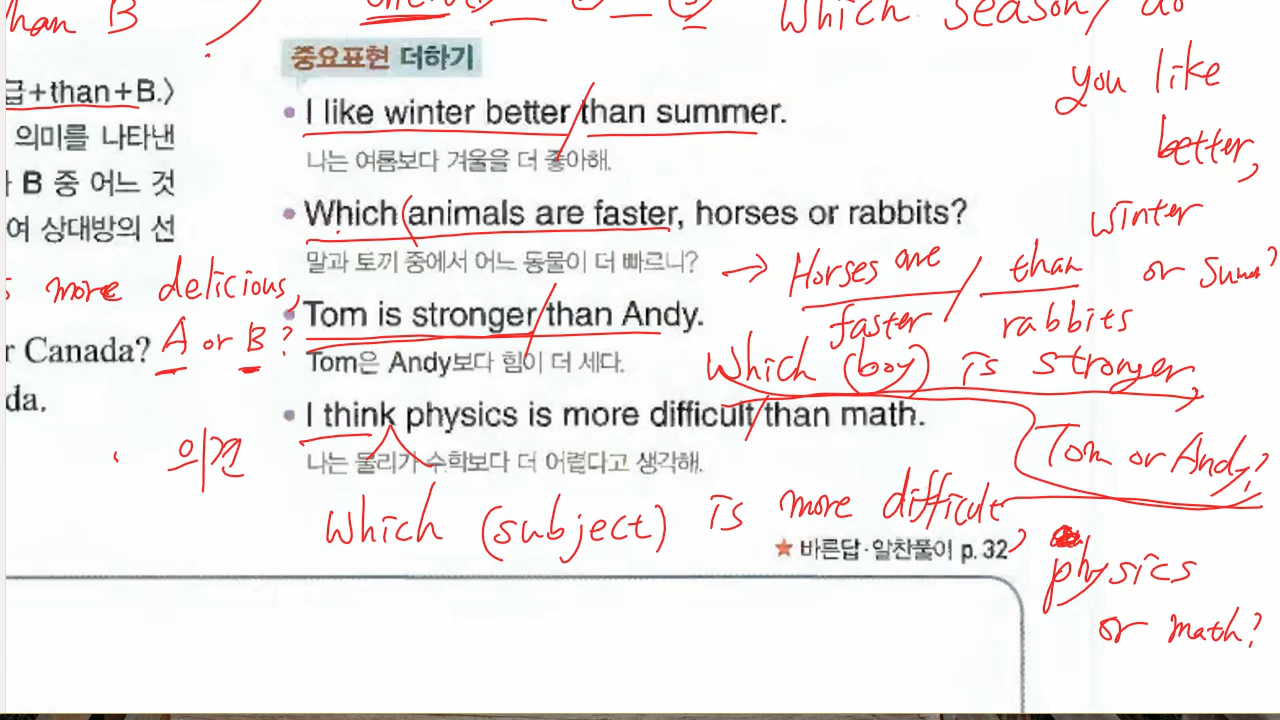 than B
Which season do
you like
better,
winter
or
중요표현 더하기
급+than+B.〉
의미를 나타낸
B 중 어느 것
여 상대방의 선
s more delicious,
A or B?
r Canada?
da.
의견
• I like winter better than summer.
나는 여름보다 겨울을 더 좋아해.
• Which animals are faster, horses or rabbits?
말과 토끼 중에서 어느 동물이 더 빠르니?
→ Horses are faster than rabbits
• Tom is stronger than Andy.
Tom은 Andy보다 힘이 더 세다.
Which (boy) is stronger,
Tom or Andy?
• I think physics is more difficult than math.
나는 물리가 수학보다 더 어렵다고 생각해.
Which (subject) is more difficult,
physics
or math?
★ 바른답·알찬풀이 p. 32